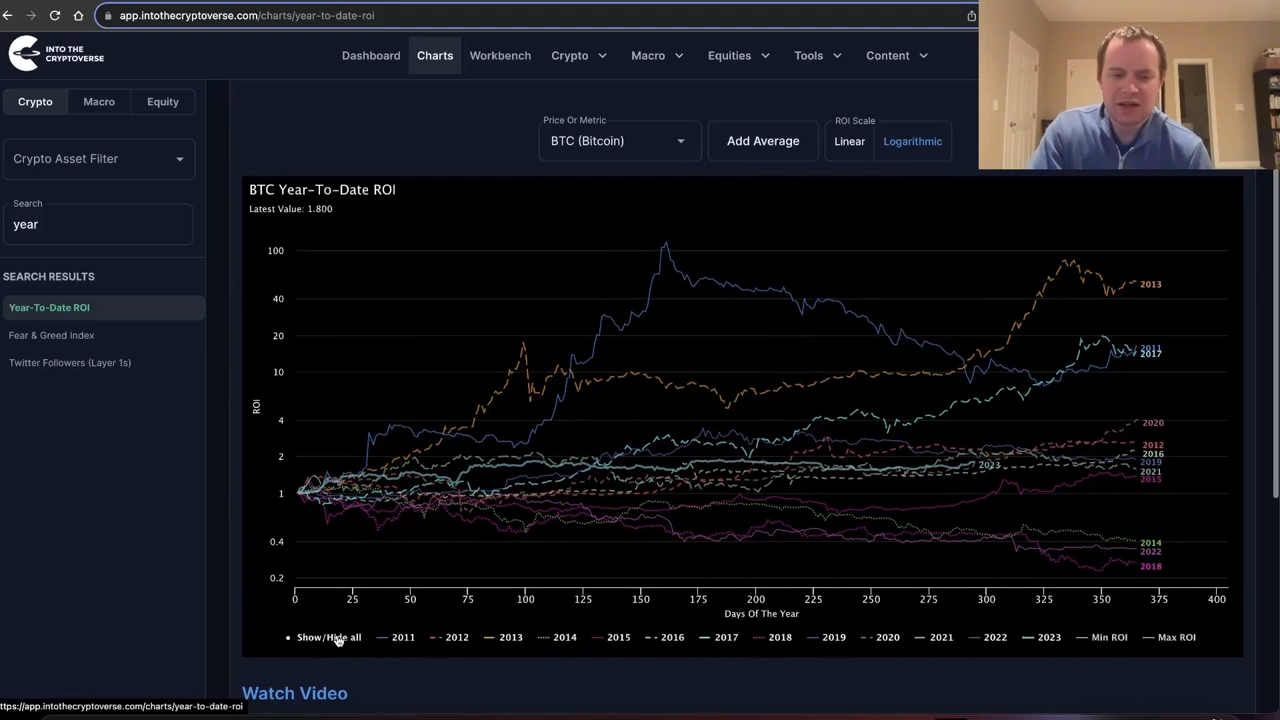 app.intothecryptoverse.com/charts/year-to-date-roi
INTO THE
CRYPTOVERSE
Dashboard Charts Workbench Crypto Macro Equities Tools Content
Crypto Macro Equity
Crypto Asset Filter
Search
year
SEARCH RESULTS
Year-To-Date ROI
Fear & Greed Index
Twitter Followers (Layer 1s)
Price Or Metric
BTC (Bitcoin)
Add Average
ROI Scale
Linear Logarithmic
BTC Year-To-Date ROI
Latest Value: 1.800
100
40
20
10
4
2
1
0.4
0.2
ROI
2013
2011
2017
2020
2012
2016
2023
2019
2021
2015
2014
2022
2018
0 25 50 75 100 125 150 175 200 225 250 275 300 325 350 375 400
Days Of The Year
Show/Hide all 2011 2012 2013 2014 2015 2016 2017 2018 2019 2020 2021 2022 2023 Min ROI Max ROI
Watch Video
ttps://app.intothecryptoverse.com/charts/year-to-date-roi